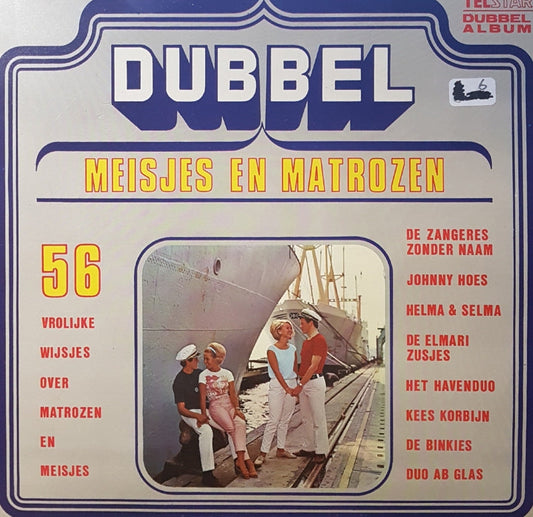 TELSTAR
DUBBEL
ALBUM
6
DUBBEL
MEISJES EN MATROZEN
56
VROLIJKE
WIJSJES
OVER
MATROZEN
EN
MEISJES
DE ZANGERES
ZONDER NAAM
JOHNNY HOES
HELMA & SELMA
DE ELMARI
ZUSJES
HET HAVENDUO
KEES KORBIJN
DE BINKIES
DUO AB GLAS